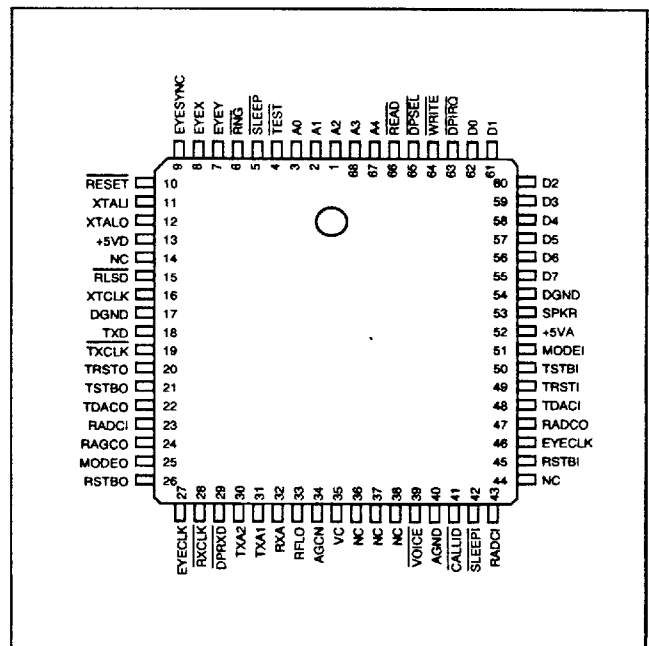 EYESYNC EYEX EYEY RNG SLEEP TEST A0 A1 A2 A3 A4 READ DPSEL WRITE DPIRQ D0 D1
9 8 7 6 5 4 3 2 1 68 67 66 65 64 63 62 61
RESET 10
XTALI 11
XTALO 12
+5VD 13
NC 14
RLSD 15
XTCLK 16
DGND 17
TXD 18
TXCLK 19
TRSTO 20
TSTBO 21
TDACO 22
RADCI 23
RAGCO 24
MODEO 25
RSTBO 26
60 D2
59 D3
58 D4
57 D5
56 D6
55 D7
54 DGND
53 SPKR
52 +5VA
51 MODEI
50 TSTBI
49 TRSTI
48 TDACI
47 RADCO
46 EYECLK
45 RSTBI
44 NC
27 28 29 30 31 32 33 34 35 36 37 38 39 40 41 42 43
EYECLK RXCLK DPRXD TXA2 TXA1 RXA RFLO AGCN VC NC NC NC VOICE AGND CALLID SLEEPI RADCI